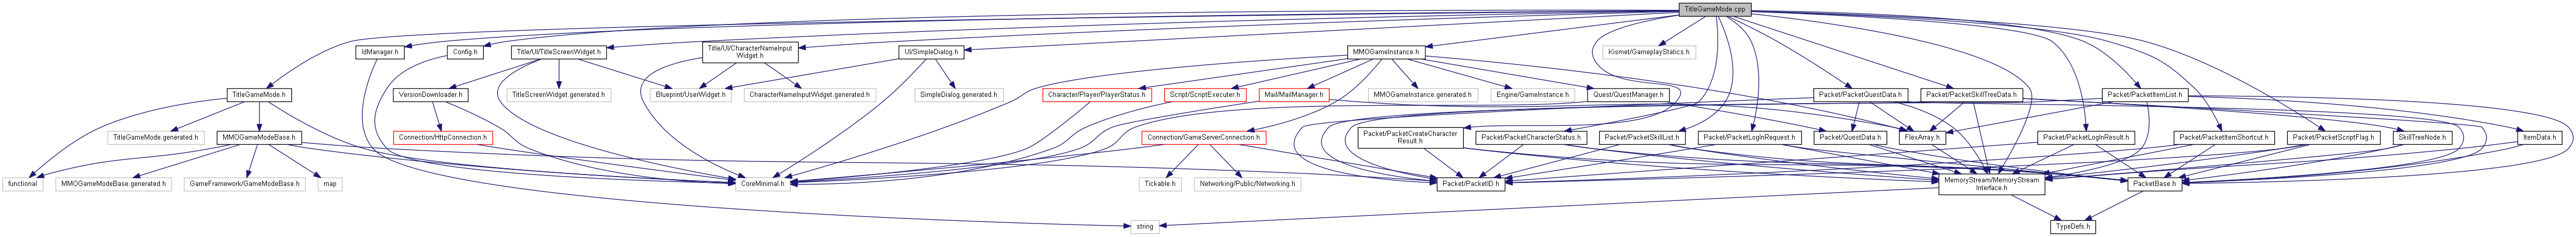 TitleGameMode.cpp
IdManager.h
Config.h
Title/UI/TitleScreenWidget.h
Title/UI/CharacterNameInput
Widget.h
UI/SimpleDialog.h
MMOGameInstance.h
Kismet/GameplayStatics.h
TitleGameMode.h
VersionDownloader.h
TitleScreenWidget.generated.h
Blueprint/UserWidget.h
CharacterNameInputWidget.generated.h
SimpleDialog.generated.h
Character/Player/PlayerStatus.h
Script/ScriptExecuter.h
Mail/MailManager.h
MMOGameInstance.generated.h
Engine/GameInstance.h
Quest/QuestManager.h
Packet/PacketQuestData.h
Packet/PacketSkillTreeData.h
Packet/PacketItemList.h
TitleGameMode.generated.h
MMOGameModeBase.h
Connection/HttpConnection.h
Connection/GameServerConnection.h
Packet/PacketCreateCharacter
Result.h
Packet/PacketCharacterStatus.h
Packet/PacketSkillList.h
Packet/PacketLogInRequest.h
Packet/QuestData.h
FlexArray.h
Packet/PacketLogInResult.h
Packet/PacketItemShortcut.h
Packet/PacketScriptFlag.h
SkillTreeNode.h
ItemData.h
functional
MMOGameModeBase.generated.h
GameFramework/GameModeBase.h
map
CoreMinimal.h
Tickable.h
Networking/Public/Networking.h
Packet/PacketID.h
MemoryStream/MemoryStream
Interface.h
PacketBase.h
string
TypeDefs.h